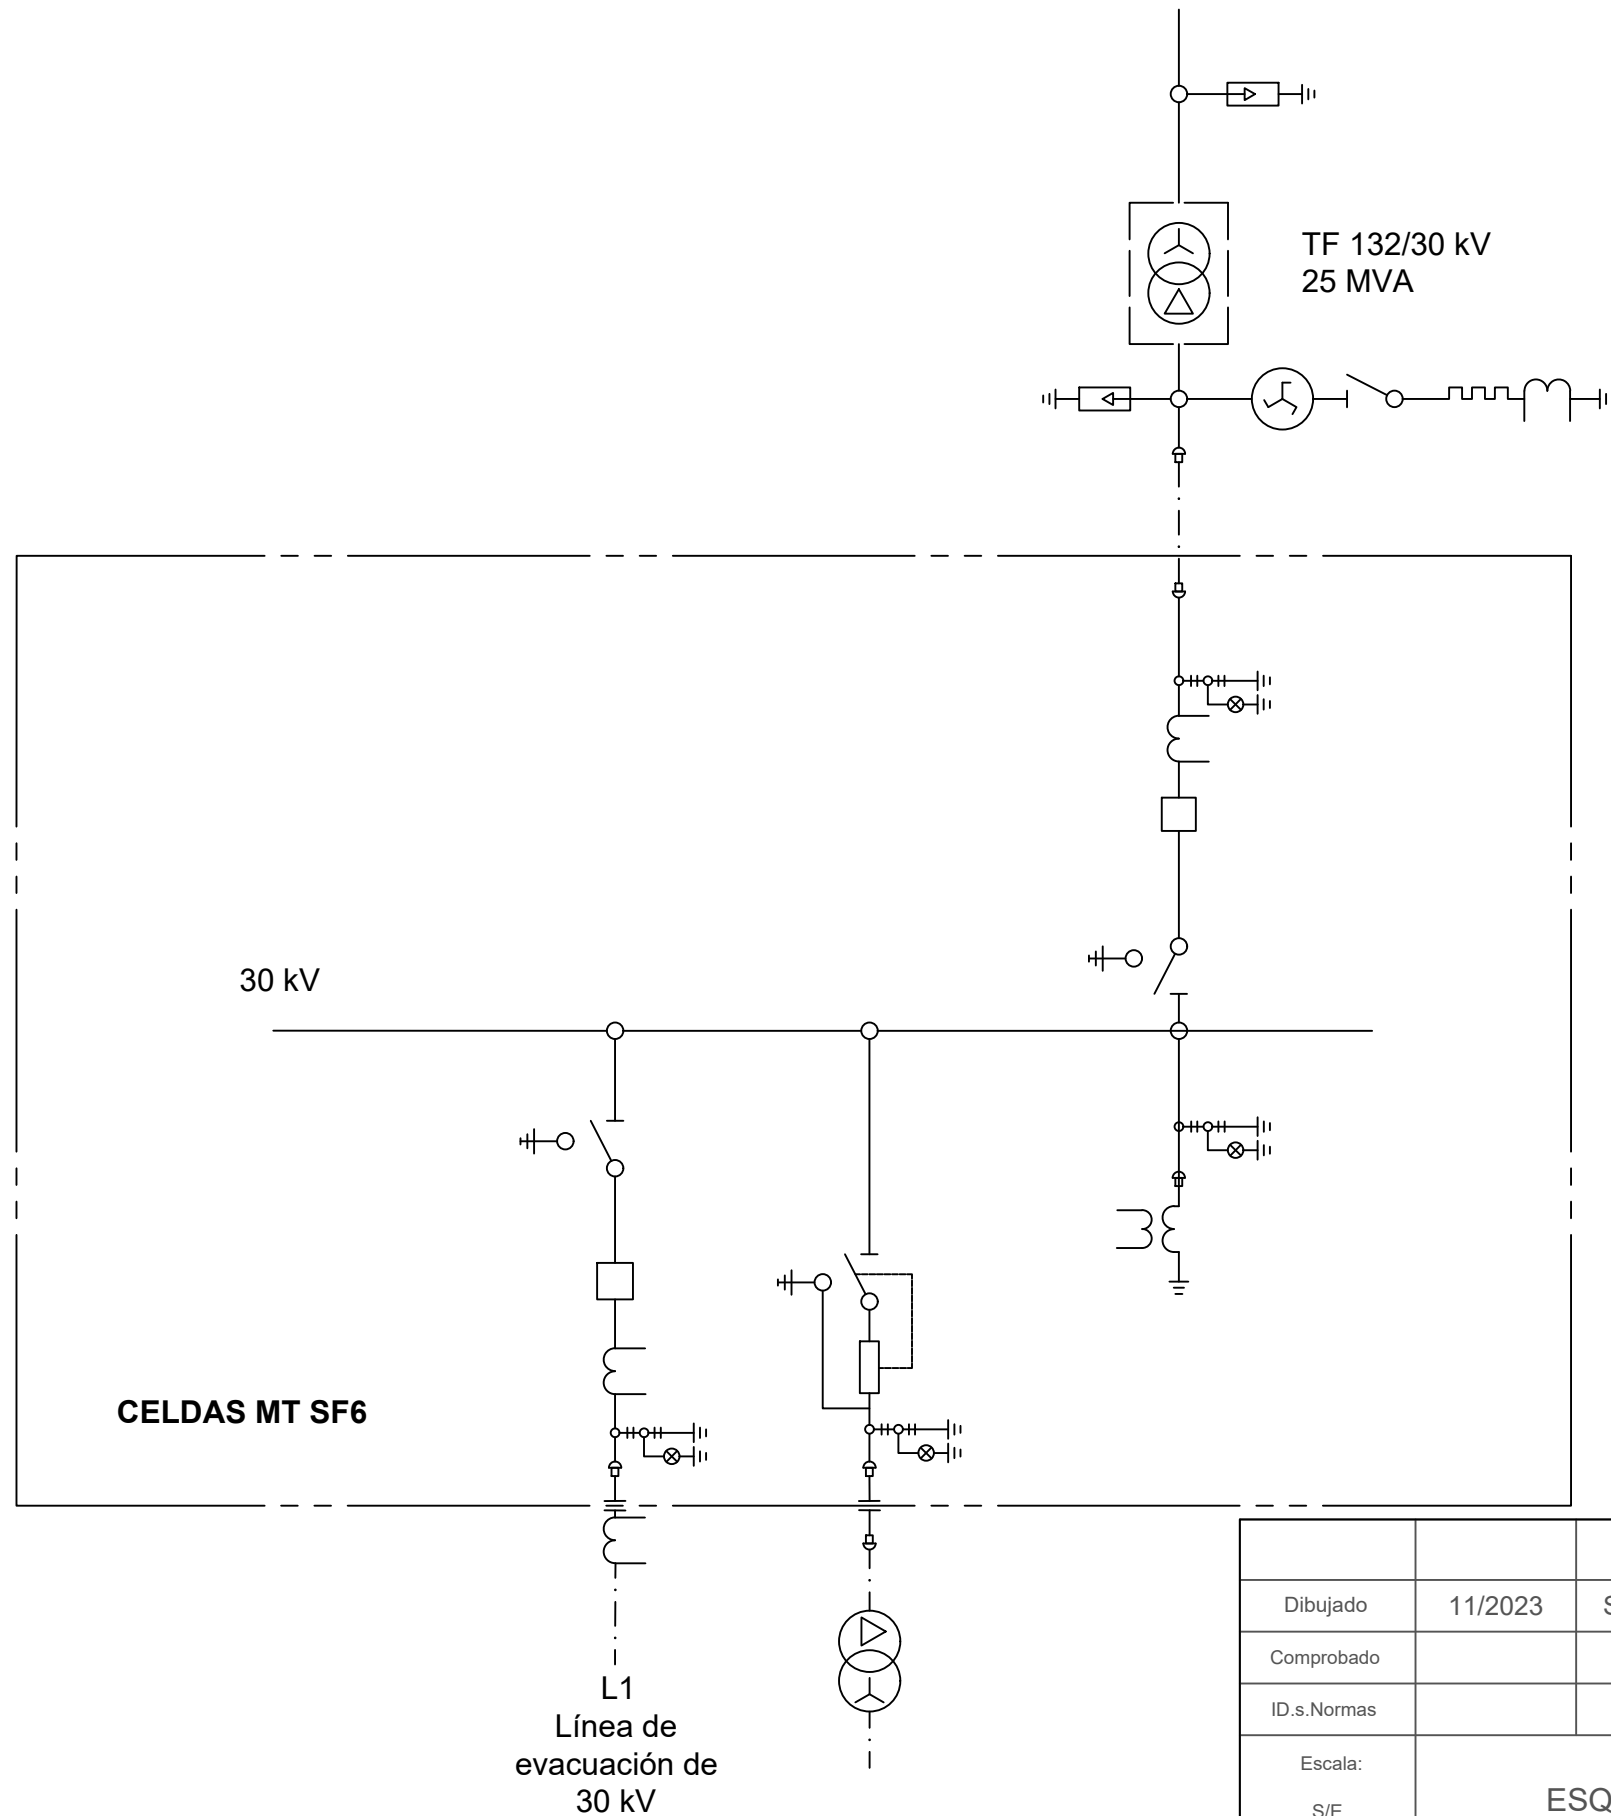 TF 132/30 kV
25 MVA
30 kV
CELDAS MT SF6
L1
Línea de
evacuación de
30 kV
Dibujado 11/2023
Comprobado
ID.s.Normas
Escala:
S/E